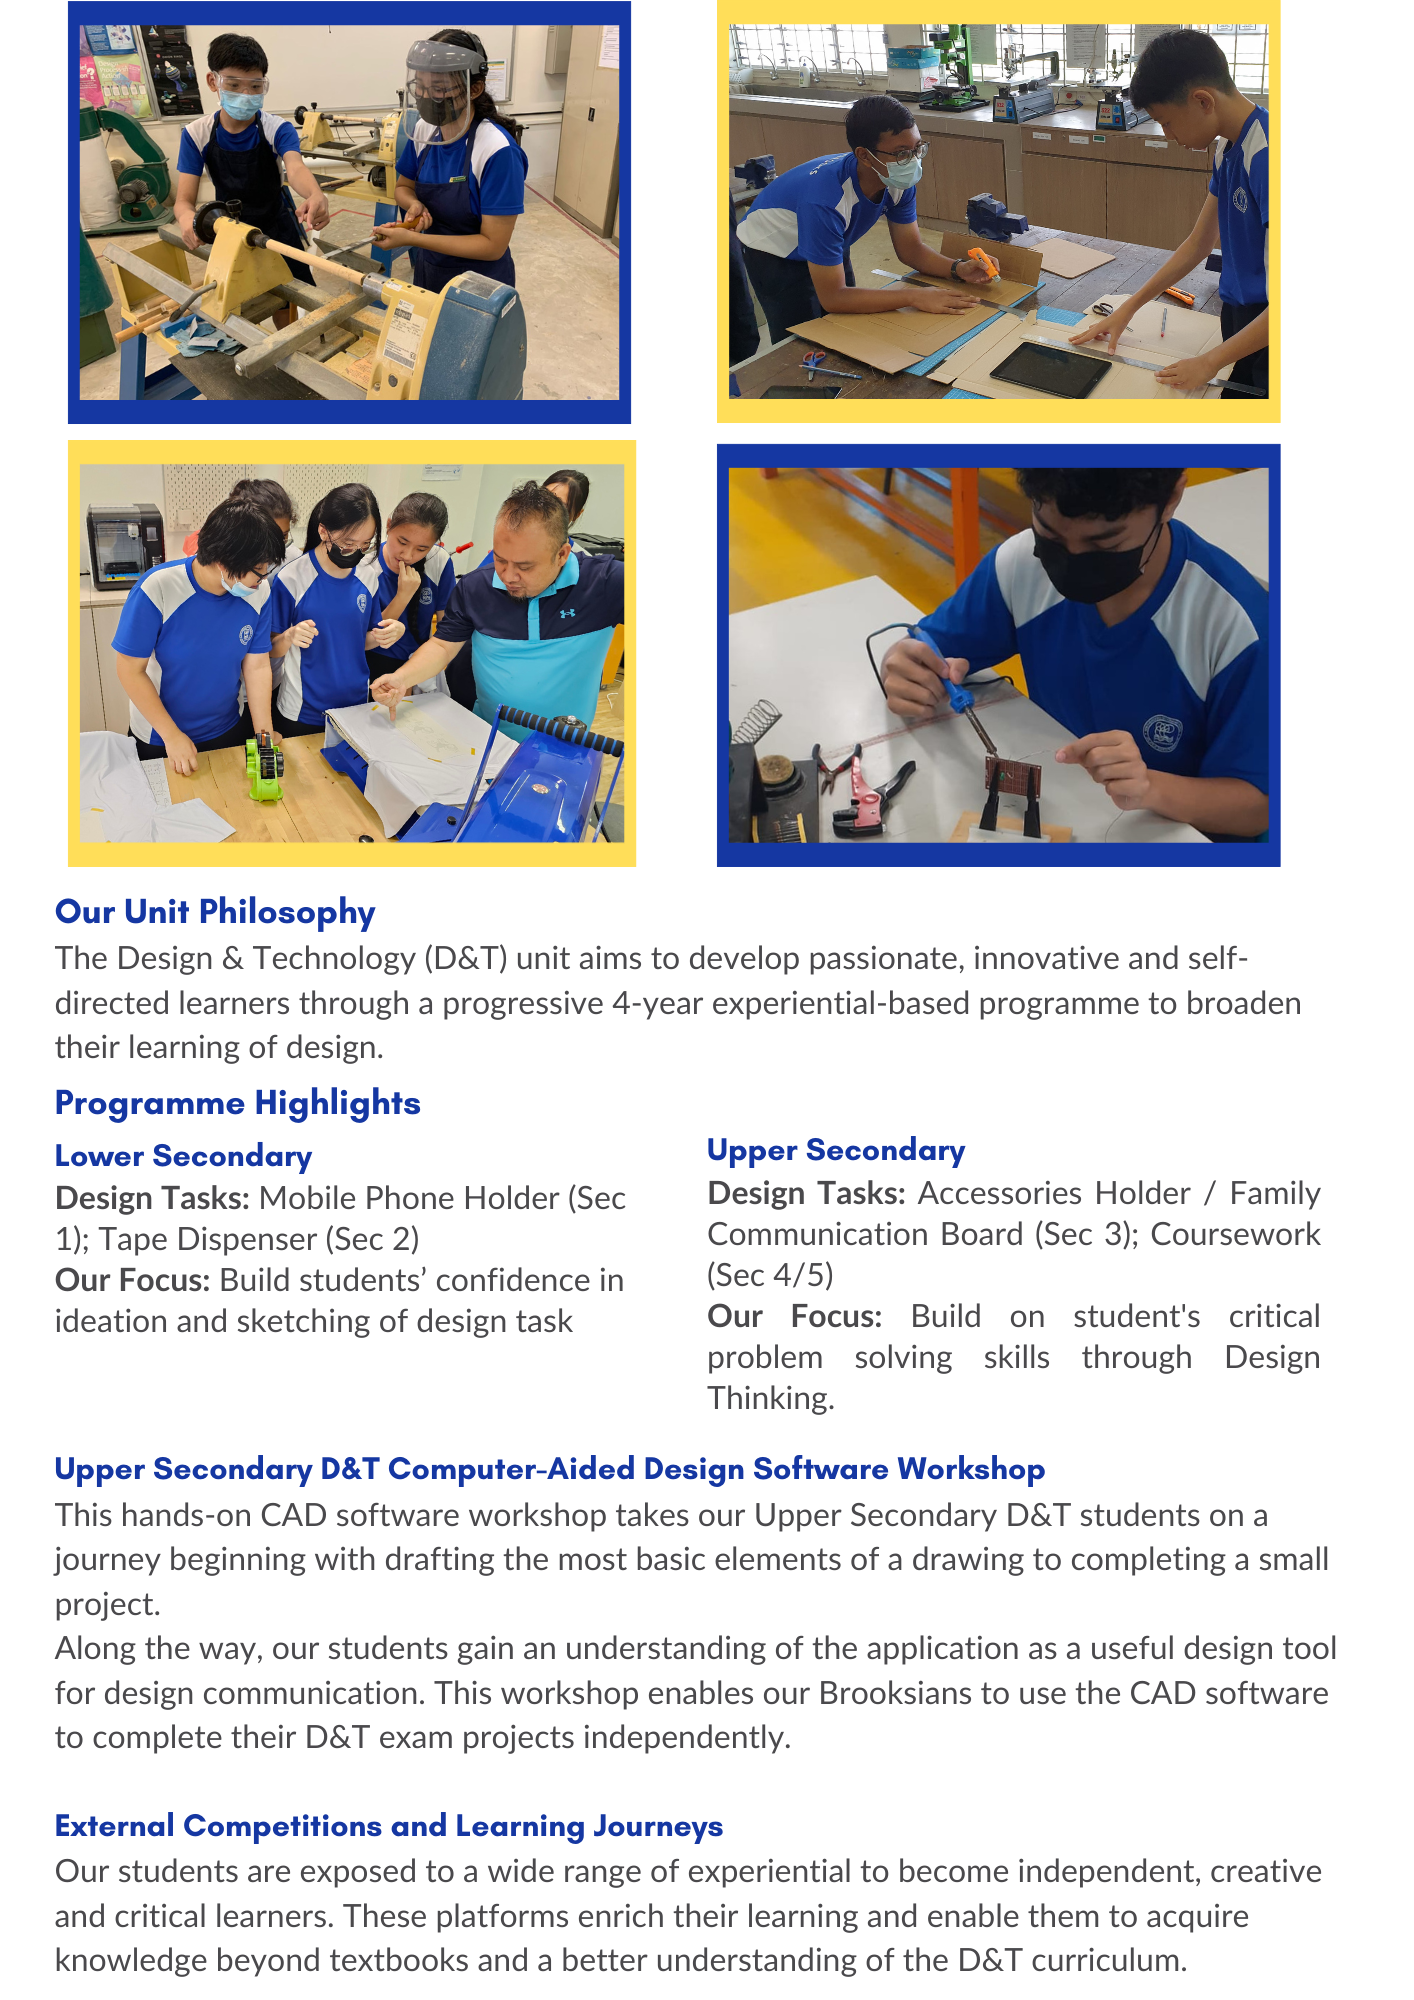 Our Unit Philosophy
The Design & Technology (D&T) unit aims to develop passionate, innovative and self-
directed learners through a progressive 4-year experiential-based programme to broaden
their learning of design.
Programme Highlights
Lower Secondary
Design Tasks: Mobile Phone Holder (Sec
1); Tape Dispenser (Sec 2)
Our Focus: Build students’ confidence in
ideation and sketching of design task
Upper Secondary
Design Tasks: Accessories Holder / Family
Communication Board (Sec 3); Coursework
(Sec 4/5)
Our Focus: Build on student's critical
problem solving skills through Design
Thinking.
Upper Secondary D&T Computer-Aided Design Software Workshop
This hands-on CAD software workshop takes our Upper Secondary D&T students on a
journey beginning with drafting the most basic elements of a drawing to completing a small
project.
Along the way, our students gain an understanding of the application as a useful design tool
for design communication. This workshop enables our Brooksians to use the CAD software
to complete their D&T exam projects independently.
External Competitions and Learning Journeys
Our students are exposed to a wide range of experiential to become independent, creative
and critical learners. These platforms enrich their learning and enable them to acquire
knowledge beyond textbooks and a better understanding of the D&T curriculum.